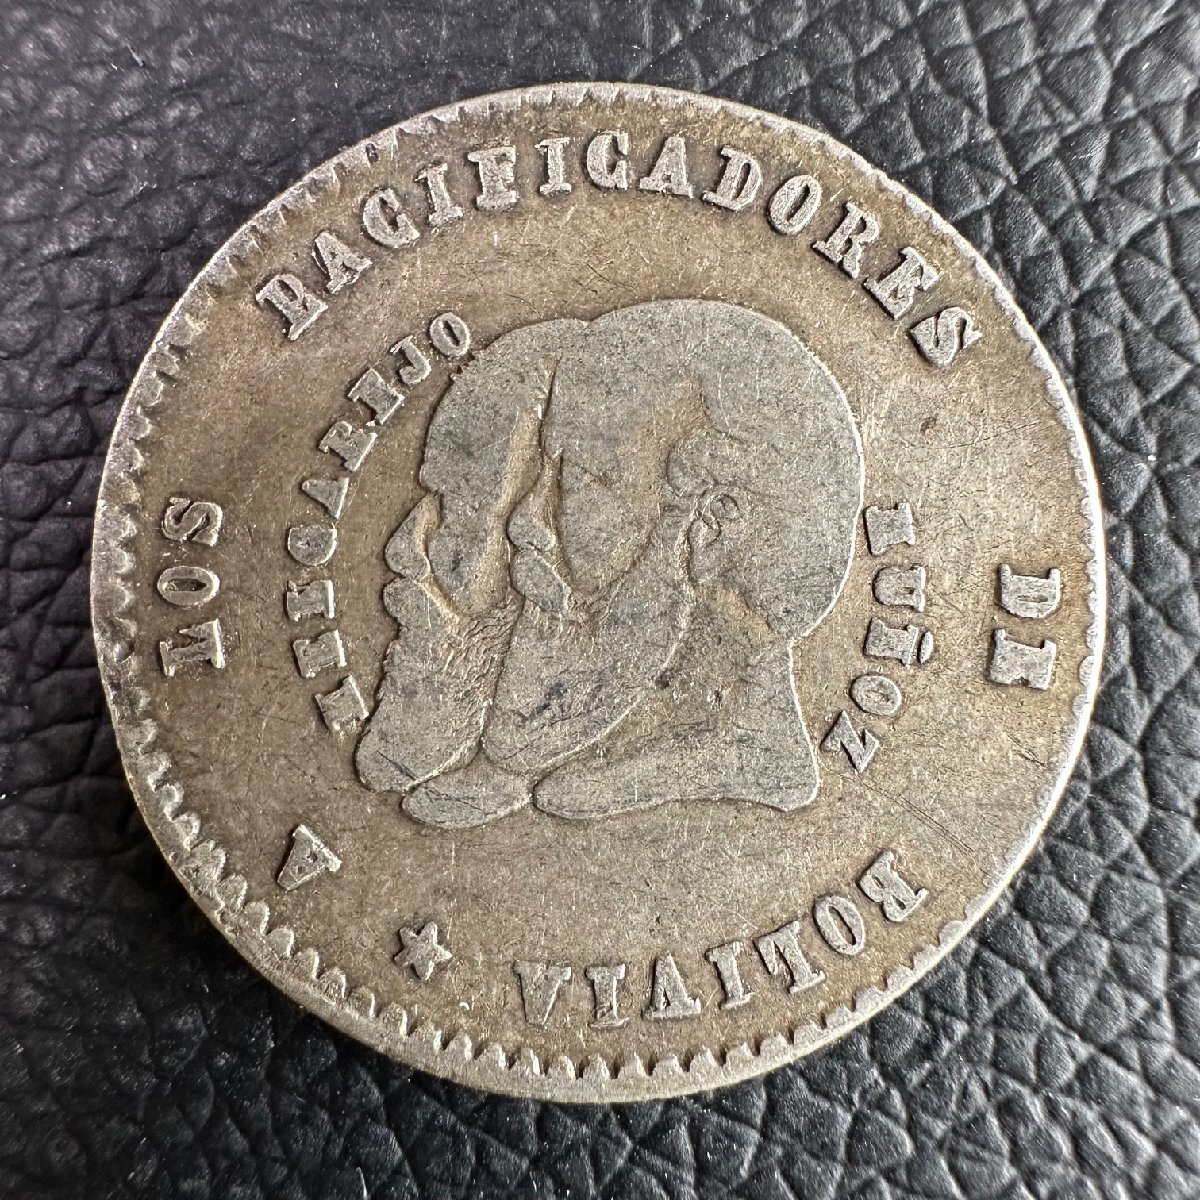 A LOS PACIFICADORES DE BOLIVIA
MELGAREJO
MUÑOZ